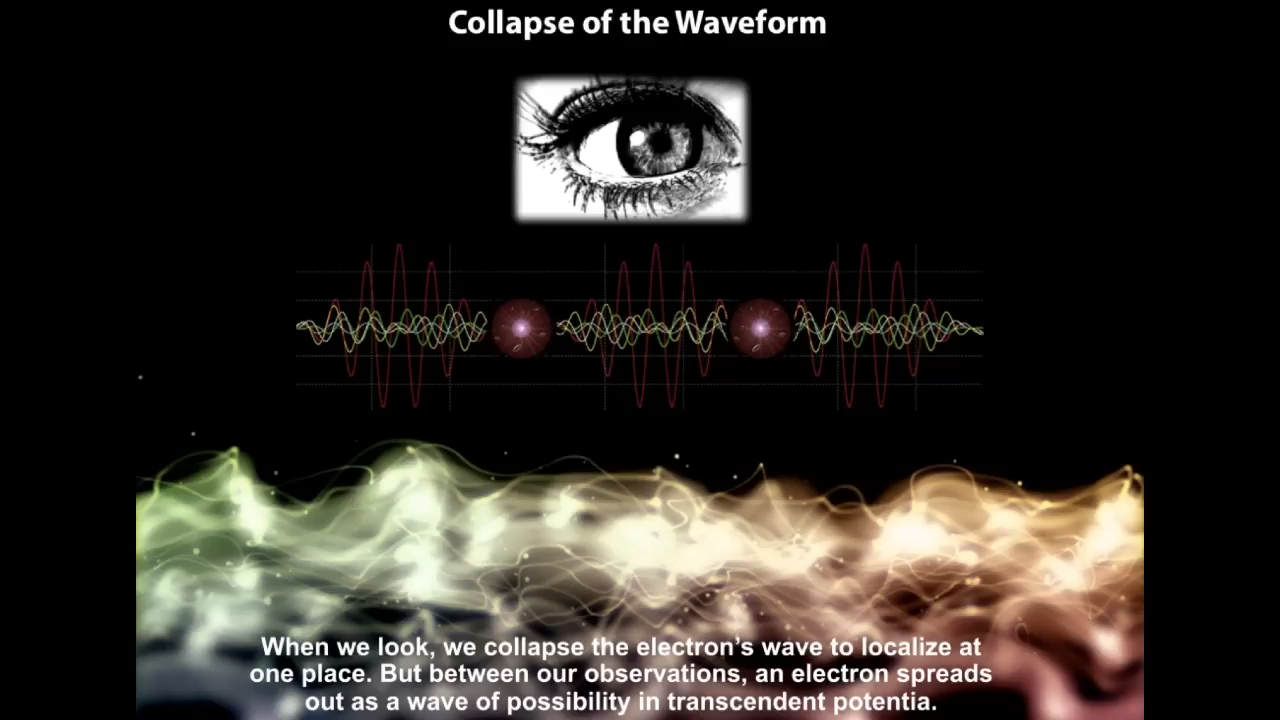 Collapse of the Waveform
When we look, we collapse the electron’s wave to localize at
one place. But between our observations, an electron spreads
out as a wave of possibility in transcendent potentia.